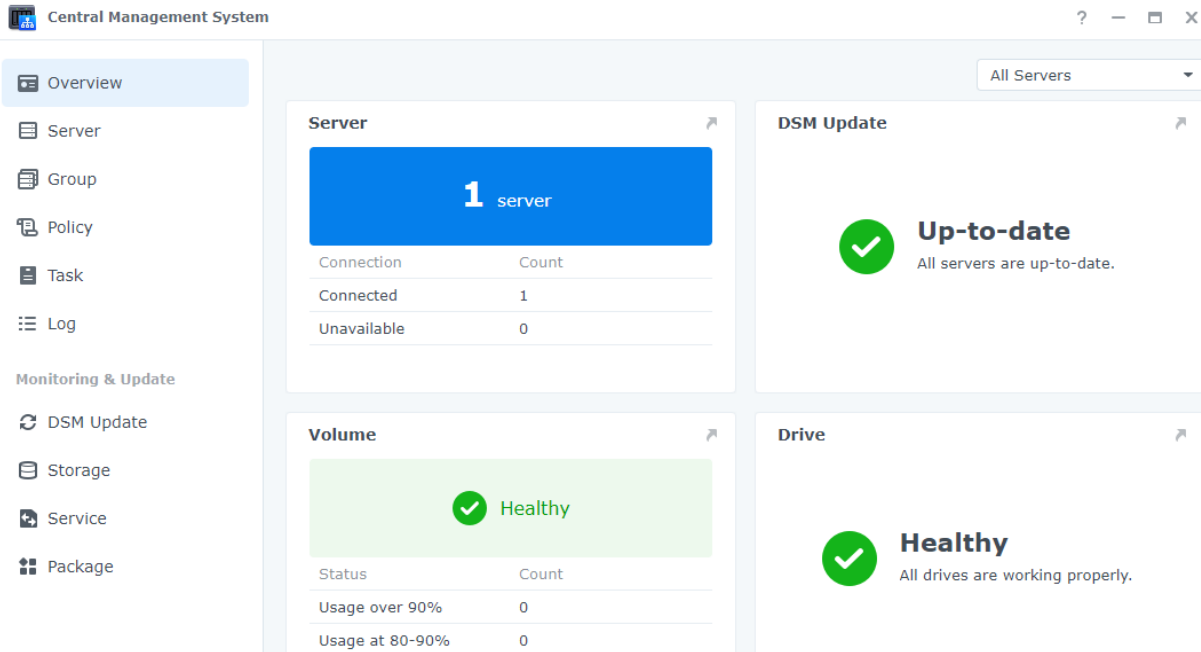 Central Management System
?
Overview
Server
Group
Policy
Task
Log
Monitoring & Update
DSM Update
Storage
Service
Package
All Servers
Server
1 server
Connection Count
Connected 1
Unavailable 0
DSM Update
Up-to-date
All servers are up-to-date.
Volume
Healthy
Status Count
Usage over 90% 0
Usage at 80-90% 0
Drive
Healthy
All drives are working properly.